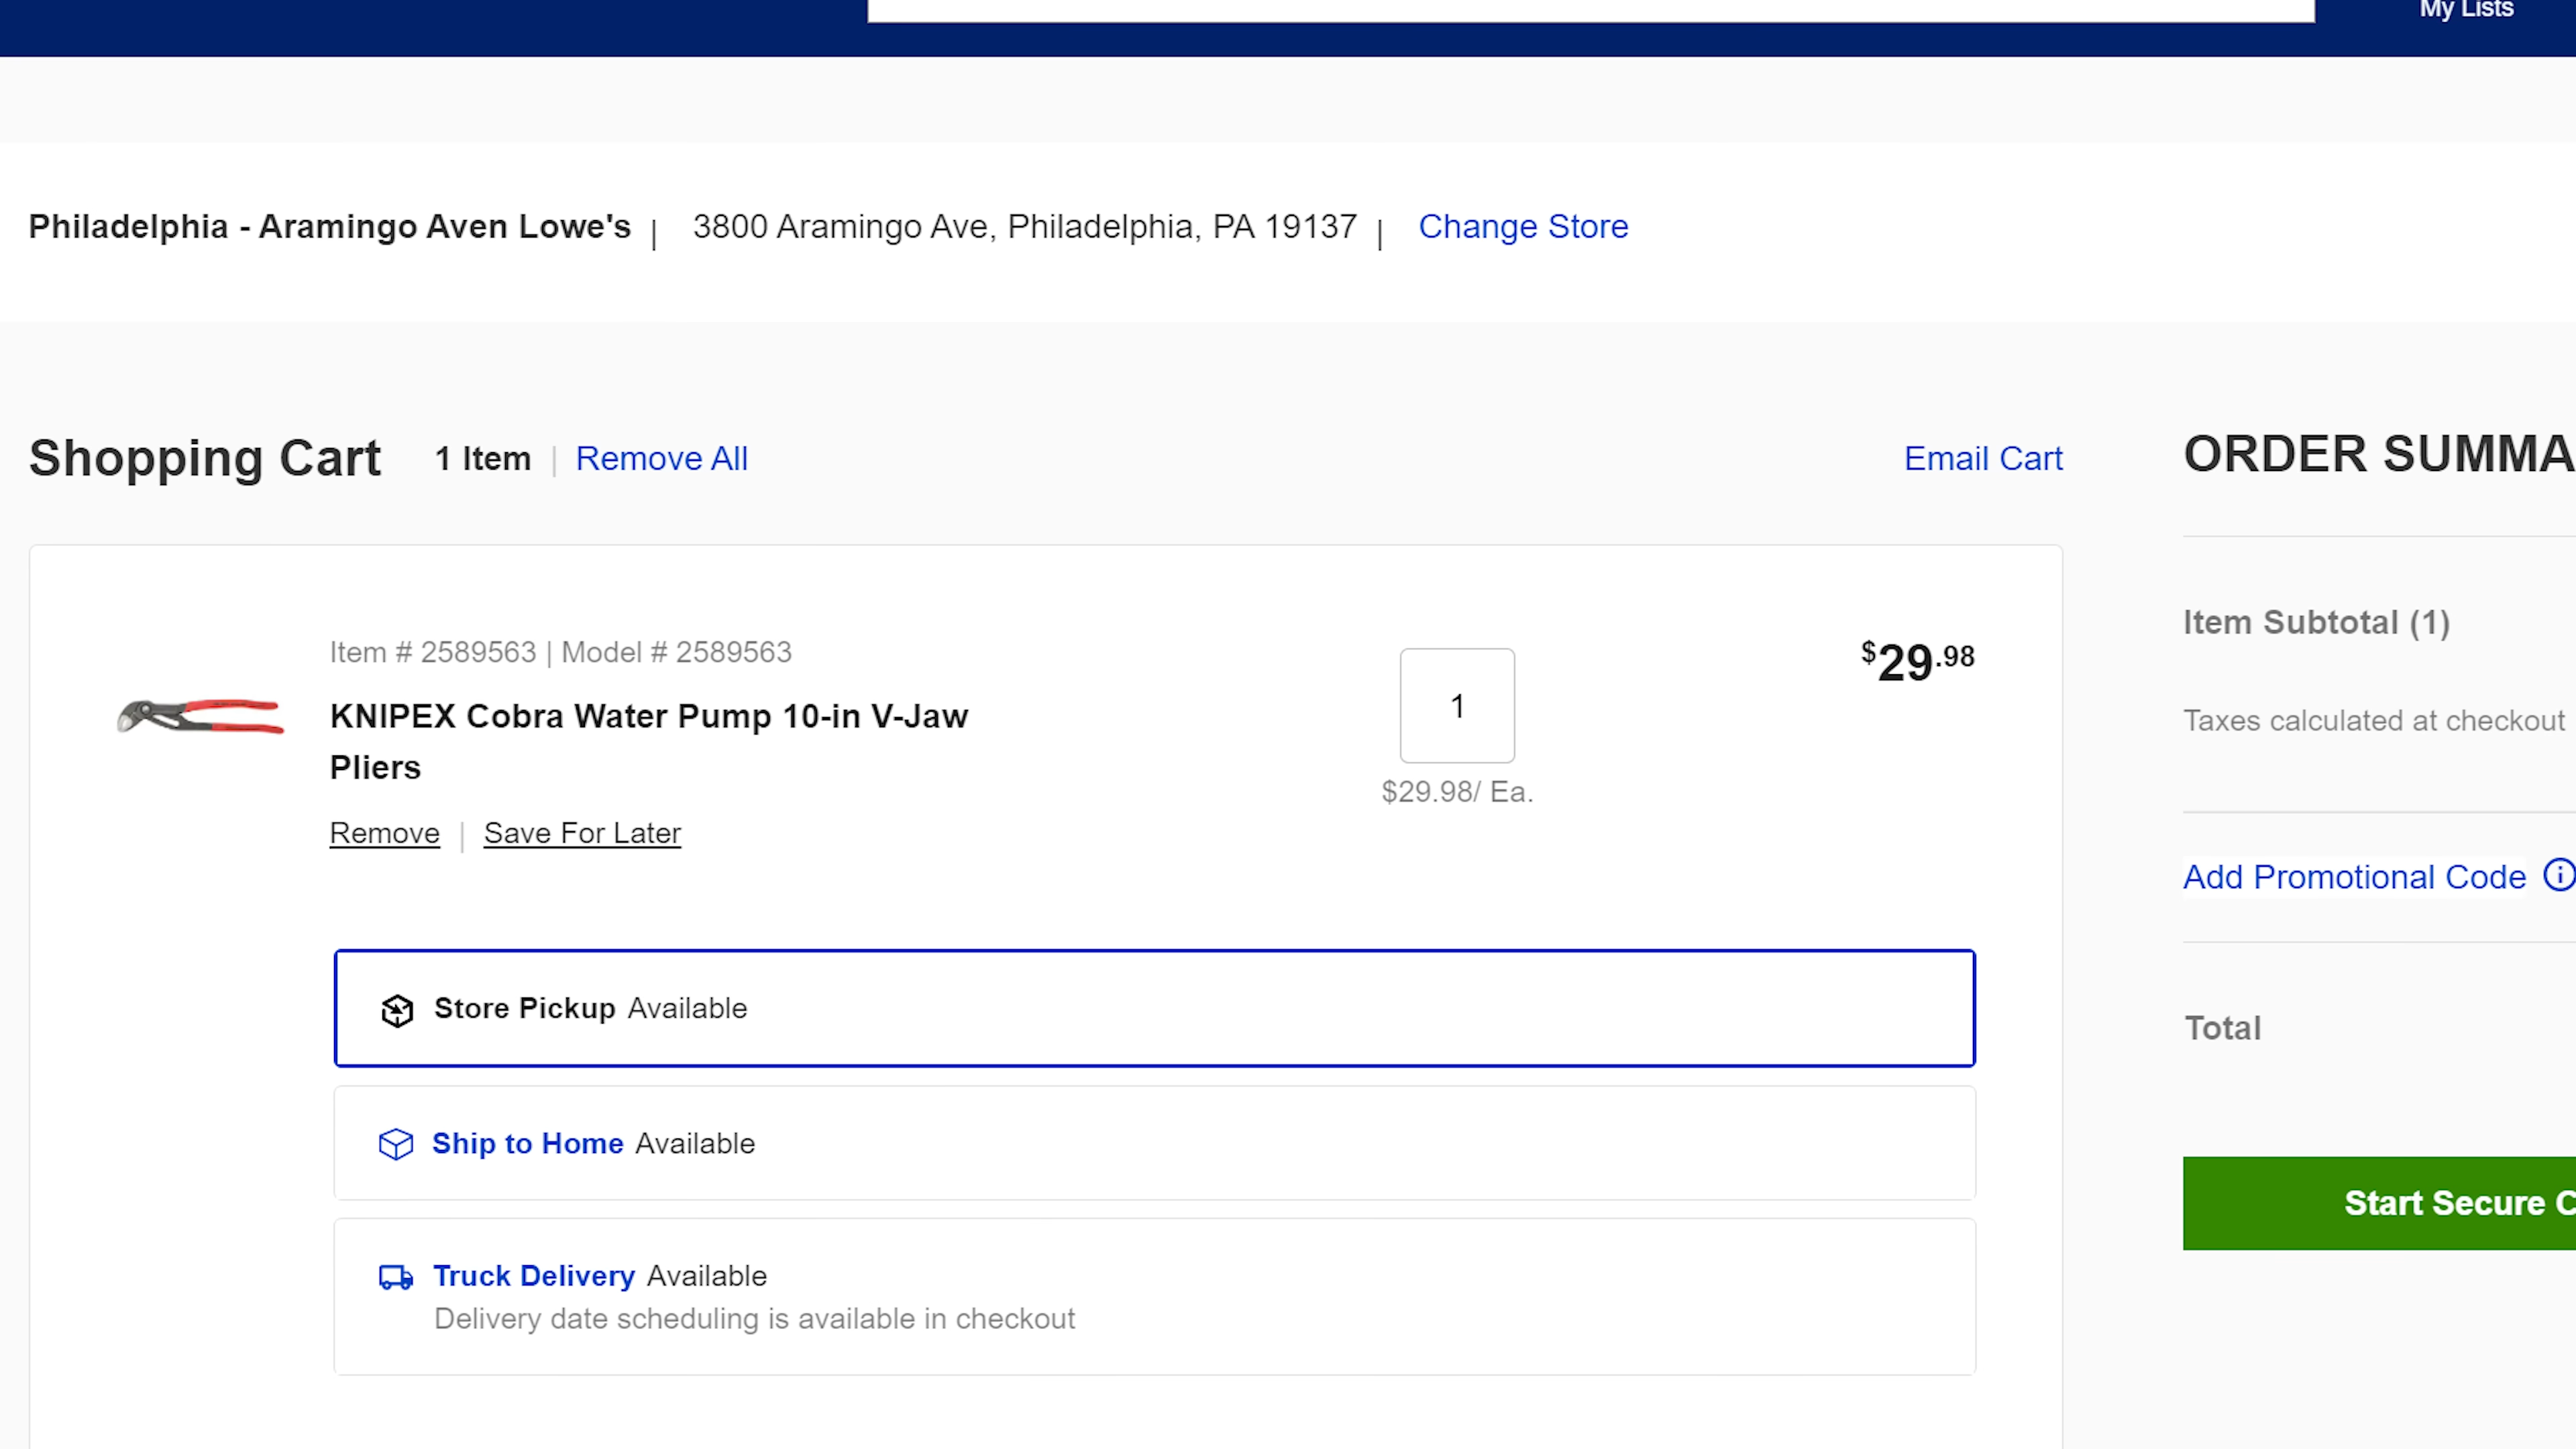 My Lists
Philadelphia - Aramingo Aven Lowe's | 3800 Aramingo Ave, Philadelphia, PA 19137 | Change Store
Shopping Cart 1 Item | Remove All Email Cart
ORDER SUMMA
Item # 2589563 | Model # 2589563
KNIPEX Cobra Water Pump 10-in V-Jaw
Pliers
Remove | Save For Later
1
$29.98/ Ea.
$29.98
Store Pickup Available
Ship to Home Available
Truck Delivery Available
Delivery date scheduling is available in checkout
Item Subtotal (1)
Taxes calculated at checkout
Add Promotional Code
Total
Start Secure C